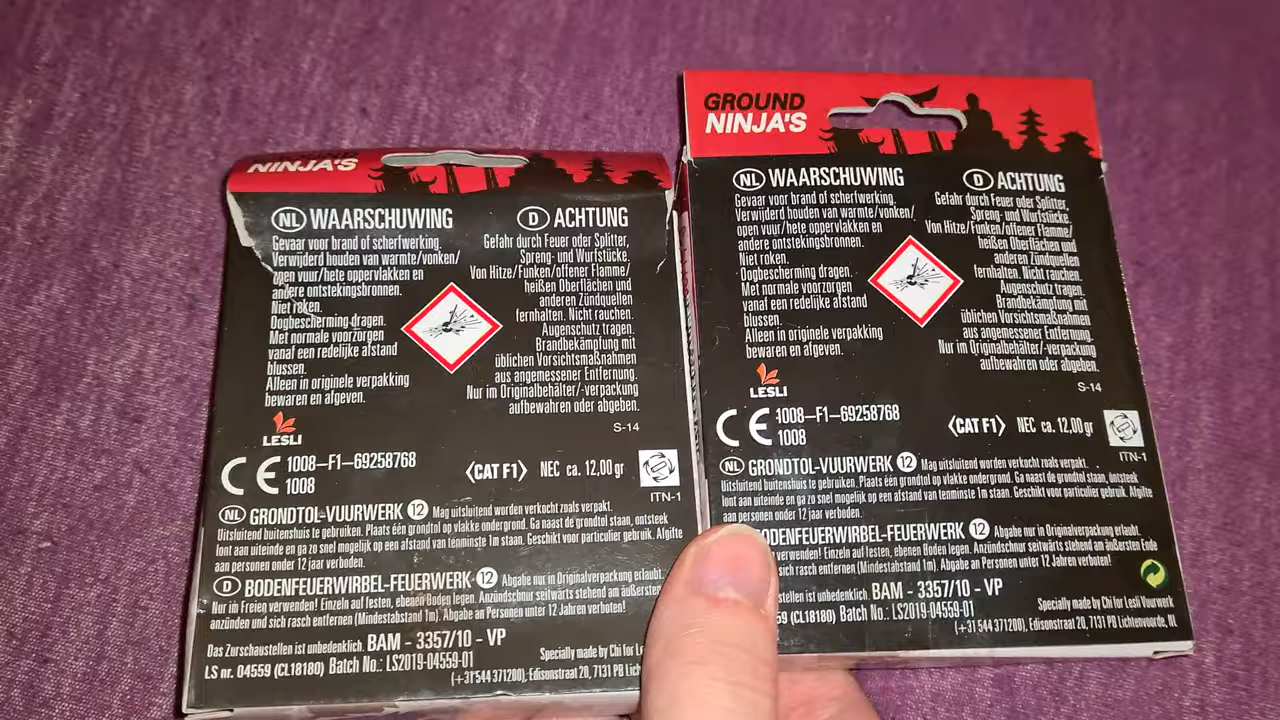 NINJA'S
NL WAARSCHUWING
Gevaar voor brand of scherfwerking.
Verwijderd houden van warmte/vonken/
open vuur/hete oppervlakken en
andere ontstekingsbronnen.
Niet roken.
Oogbescherming dragen.
Met normale voorzorgen
vanaf een redelijke afstand
blussen.
Alleen in originele verpakking
bewaren en afgeven.
D ACHTUNG
Gefahr durch Feuer oder Splitter,
Spreng- und Wurfstücke.
Von Hitze/Funken/offener Flamme/
heißen Oberflächen und
anderen Zündquellen
fernhalten. Nicht rauchen.
Augenschutz tragen.
Brandbekämpfung mit
üblichen Vorsichtsmaßnahmen
aus angemessener Entfernung.
Nur im Originalbehälter/-verpackung
aufbewahren oder abgeben.
S-14
LESLI
CE 1008-F1-69258768
1008
<CAT F1> NEC ca. 12,00 gr
ITN-1
NL GRONDTOL-VUURWERK 12 Mag uitsluitend worden verkocht zoals verpakt.
Uitsluitend buitenshuis te gebruiken. Plaats één grondtol op vlakke ondergrond. Ga naast de grondtol staan, ontsteek
lont aan uiteinde en ga zo snel mogelijk op een afstand van tenminste 1m staan. Geschikt voor particulier gebruik. Afgifte
aan personen onder 12 jaar verboden.
D BODENFEUERWIRBEL-FEUERWERK 12 Abgabe nur in Originalverpackung erlaubt.
Nur im Freien verwenden! Einzeln auf festen, ebenen Boden legen. Anzündschnur seitwärts stehend am äußersten
anzünden und sich rasch entfernen (Mindestabstand 1m). Abgabe an Personen unter 12 Jahren verboten!
Das Zurschaustellen ist unbedenklich. BAM - 3357/10 - VP
LS nr. 04559 (CL18180) Batch No.: LS2019-04559-01
Specially made by Chi for
(+31 544 371200), Edisonstraat 20, 7131 PB
GROUND
NINJA'S
NL WAARSCHUWING
Gevaar voor brand of scherfwerking.
Verwijderd houden van warmte/vonken/
open vuur/hete oppervlakken en
andere ontstekingsbronnen.
Niet roken.
Oogbescherming dragen.
Met normale voorzorgen
vanaf een redelijke afstand
blussen.
Alleen in originele verpakking
bewaren en afgeven.
D ACHTUNG
Gefahr durch Feuer oder Splitter,
Spreng- und Wurfstücke.
Von Hitze/Funken/offener Flamme/
heißen Oberflächen und
anderen Zündquellen
fernhalten. Nicht rauchen.
Augenschutz tragen.
Brandbekämpfung mit
üblichen Vorsichtsmaßnahmen
aus angemessener Entfernung.
Nur im Originalbehälter/-verpackung
aufbewahren oder abgeben.
S-14
LESLI
CE 1008-F1-69258768
1008
<CAT F1> NEC ca. 12,00 gr
ITN-1
NL GRONDTOL-VUURWERK 12 Mag uitsluitend worden verkocht zoals verpakt.
Uitsluitend buitenshuis te gebruiken. Plaats één grondtol op vlakke ondergrond. Ga naast de grondtol staan, ontsteek
lont aan uiteinde en ga zo snel mogelijk op een afstand van tenminste 1m staan. Geschikt voor particulier gebruik. Afgifte
aan personen onder 12 jaar verboden.
BODENFEUERWIRBEL-FEUERWERK 12 Abgabe nur in Originalverpackung erlaubt.
verwenden! Einzeln auf festen, ebenen Boden legen. Anzündschnur seitwärts stehend am äußersten Ende
sich rasch entfernen (Mindestabstand 1m). Abgabe an Personen unter 12 Jahren verboten!
ist unbedenklich. BAM - 3357/10 - VP
(CL18180) Batch No.: LS2019-04559-01
Specially made by Chi for Lesli Vuurwerk
(+31 544 371200), Edisonstraat 20, 7131 PB Lichtenvoorde, NL